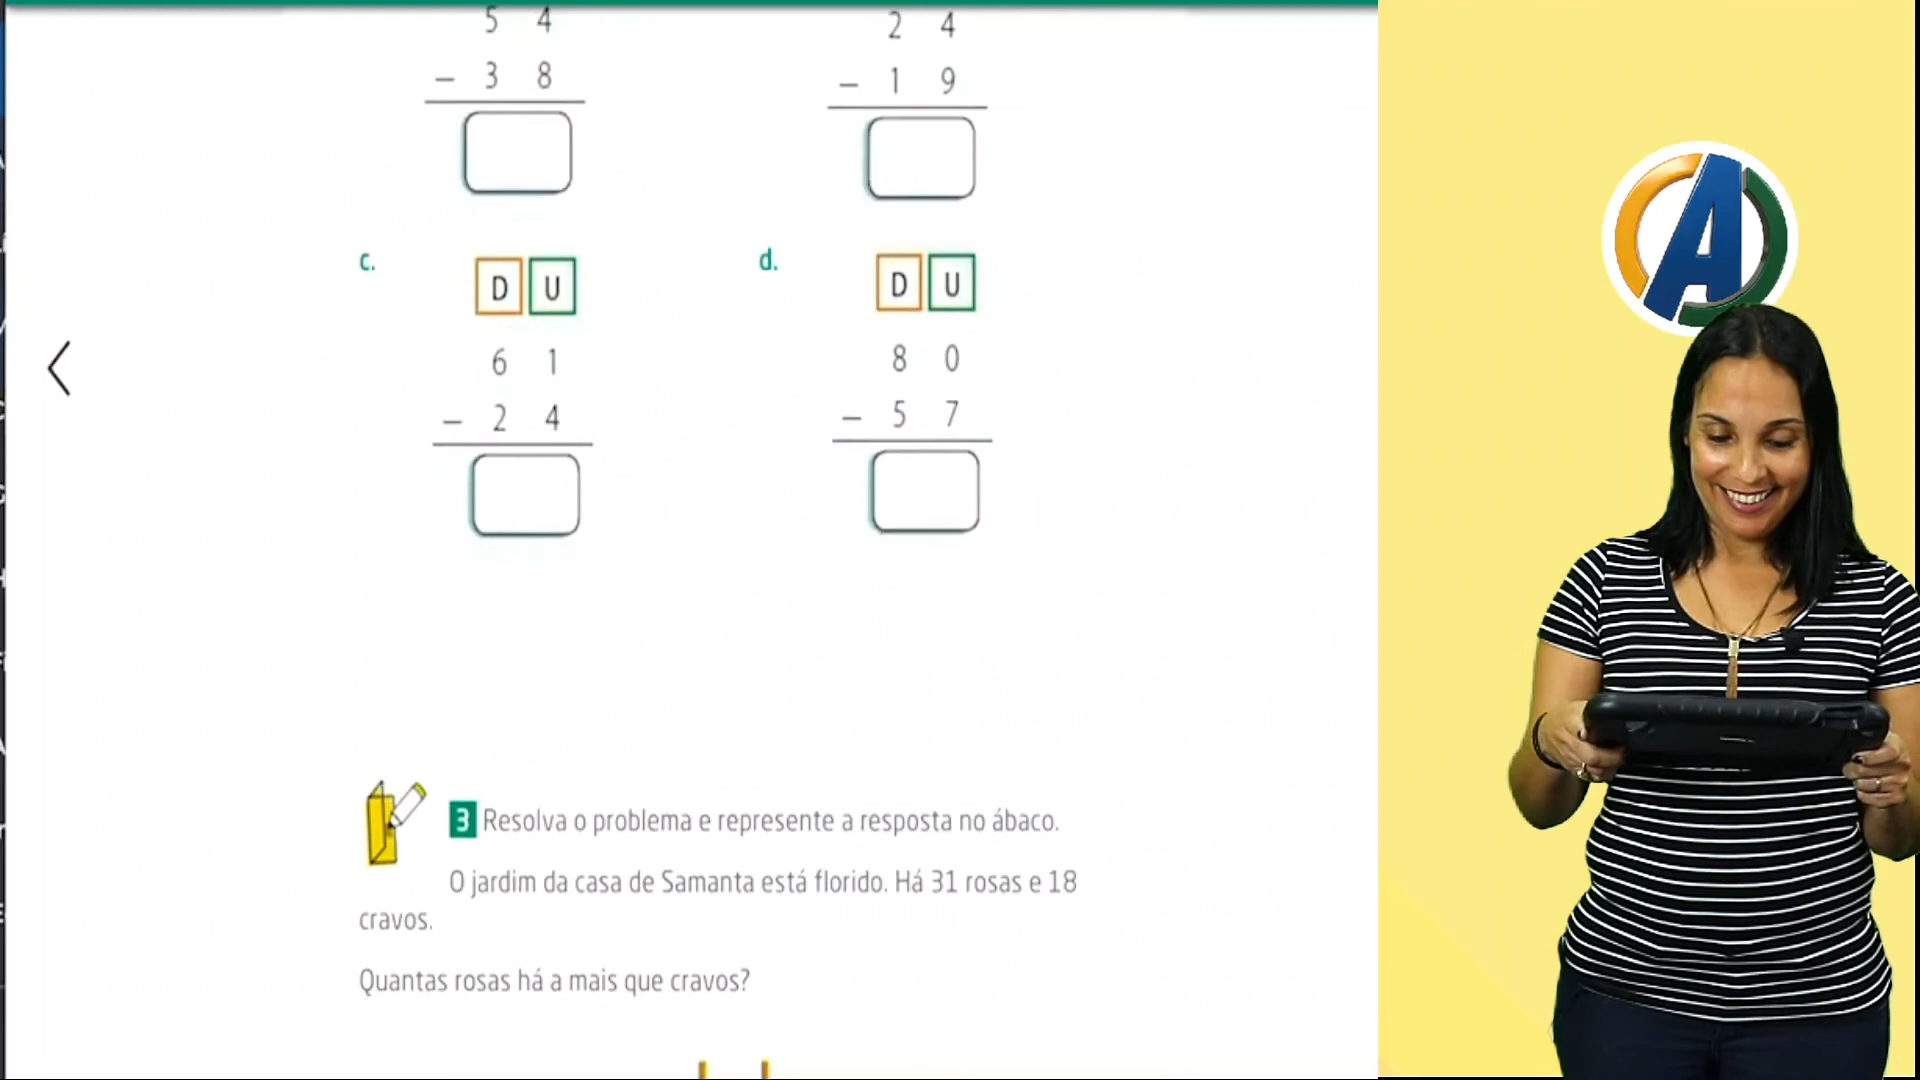 5 4
2 4
– 3 8
– 1 9
c.
d.
D U
D U
6 1
8 0
– 2 4
– 5 7
3 Resolva o problema e represente a resposta no ábaco.
O jardim da casa de Samanta está florido. Há 31 rosas e 18
cravos.
Quantas rosas há a mais que cravos?
A